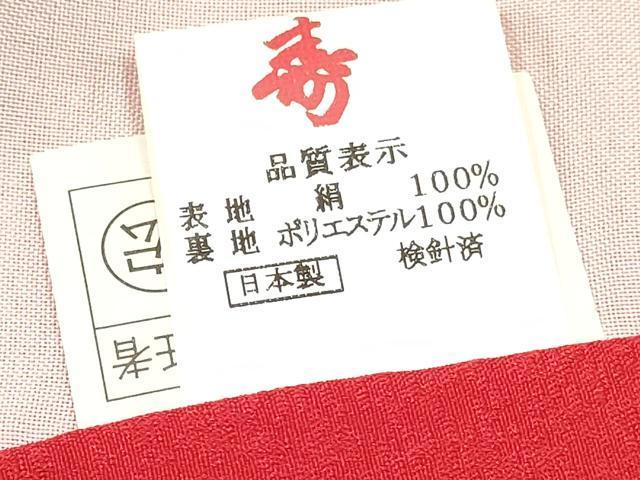 寿
品質表示
表地 絹 100%
裏地 ポリエステル100%
日本製 検針済
者